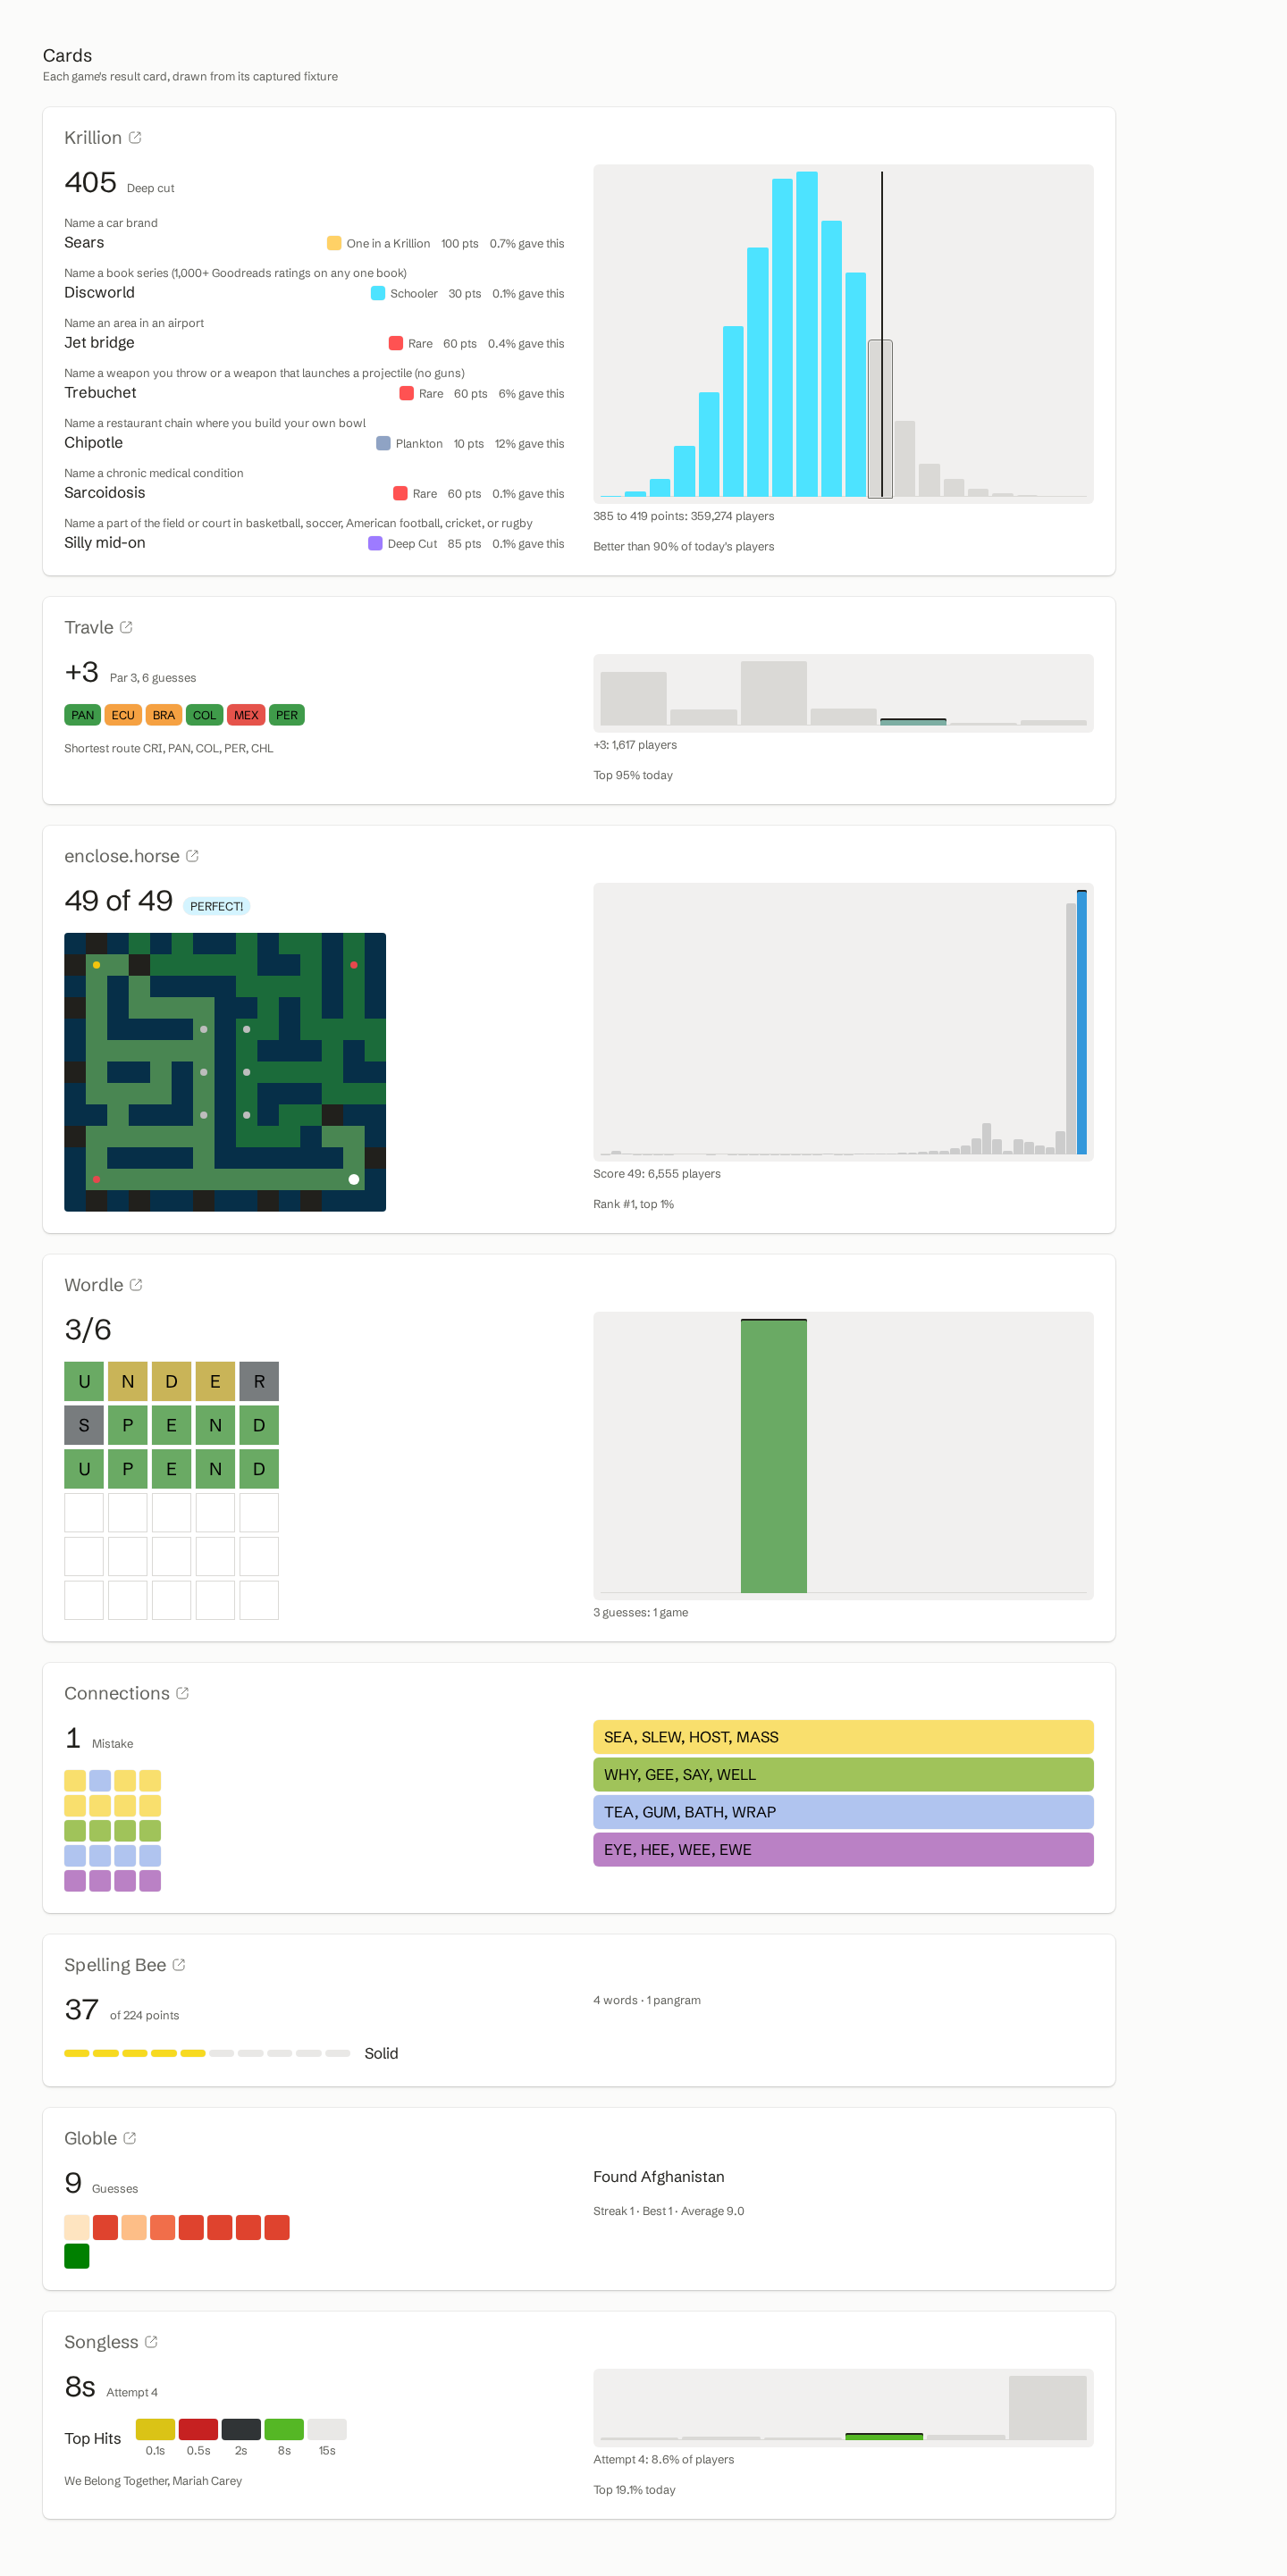 Cards
Each game's result card, drawn from its captured fixture
Krillion
405 Deep cut
Name a car brand
Sears One in a Krillion 100 pts 0.7% gave this
Name a book series (1,000+ Goodreads ratings on any one book)
Discworld Schooler 30 pts 0.1% gave this
Name an area in an airport
Jet bridge Rare 60 pts 0.4% gave this
Name a weapon you throw or a weapon that launches a projectile (no guns)
Trebuchet Rare 60 pts 6% gave this
Name a restaurant chain where you build your own bowl
Chipotle Plankton 10 pts 12% gave this
Name a chronic medical condition
Sarcoidosis Rare 60 pts 0.1% gave this
Name a part of the field or court in basketball, soccer, American football, cricket, or rugby
Silly mid-on Deep Cut 85 pts 0.1% gave this
385 to 419 points: 359,274 players
Better than 90% of today's players
Travle
+3 Par 3, 6 guesses
PAN ECU BRA COL MEX PER
Shortest route CRI, PAN, COL, PER, CHL
+3: 1,617 players
Top 95% today
enclose.horse
49 of 49 PERFECT!
Score 49: 6,555 players
Rank #1, top 1%
Wordle
3/6
U N D E R
S P E N D
U P E N D
3 guesses: 1 game
Connections
1 Mistake
SEA, SLEW, HOST, MASS
WHY, GEE, SAY, WELL
TEA, GUM, BATH, WRAP
EYE, HEE, WEE, EWE
Spelling Bee
37 of 224 points
Solid
4 words · 1 pangram
Globle
9 Guesses
Found Afghanistan
Streak 1 · Best 1 · Average 9.0
Songless
8s Attempt 4
Top Hits
0.1s 0.5s 2s 8s 15s
We Belong Together, Mariah Carey
Attempt 4: 8.6% of players
Top 19.1% today